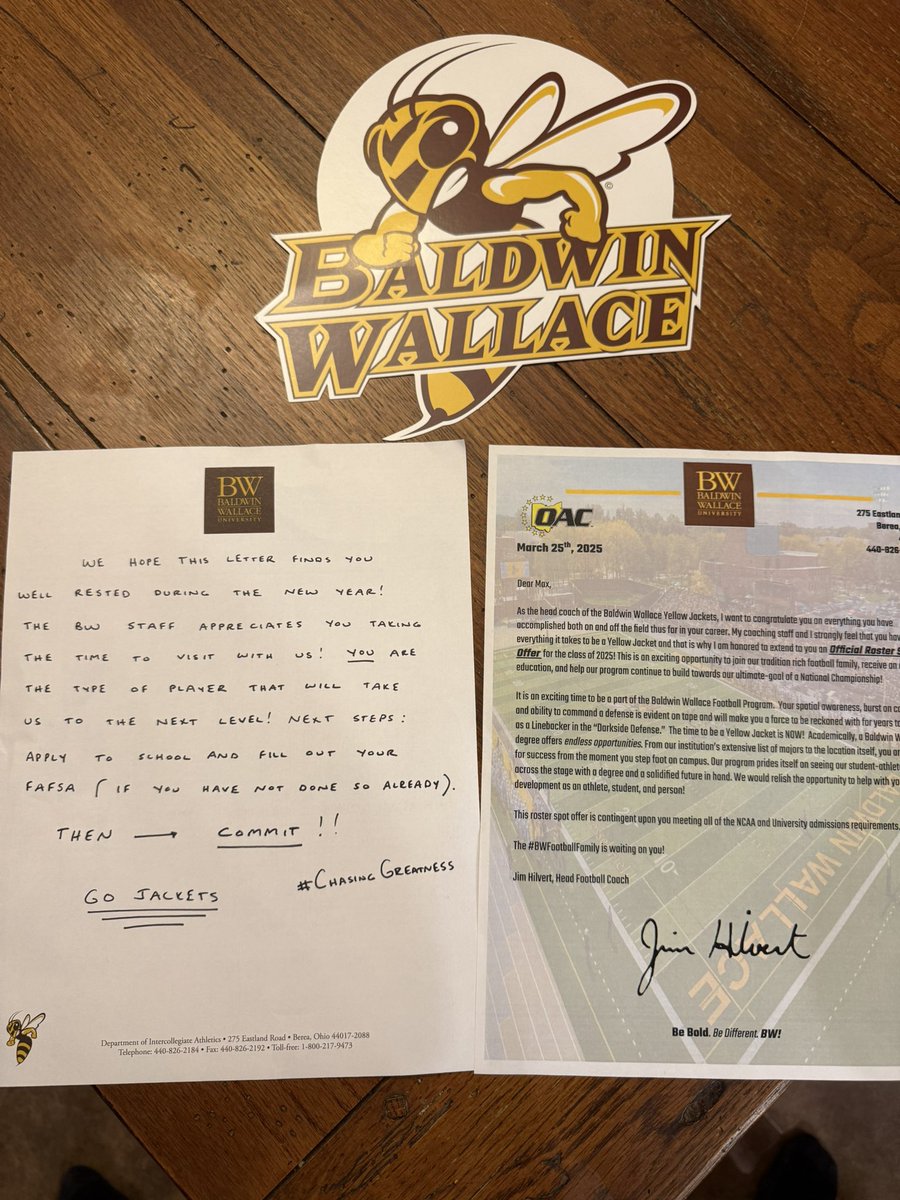 BALDWIN
WALLACE
©
BW
BALDWIN
WALLACE
UNIVERSITY
WE HOPE THIS LETTER FINDS YOU
WELL RESTED DURING THE NEW YEAR!
THE BW STAFF APPRECIATES YOU TAKING
THE TIME TO VISIT WITH US! YOU ARE
THE TYPE OF PLAYER THAT WILL TAKE
US TO THE NEXT LEVEL! NEXT STEPS:
APPLY TO SCHOOL AND FILL OUT YOUR
FAFSA (IF YOU HAVE NOT DONE SO ALREADY).
THEN → COMMIT!!
#CHASINGGREATNESS
GO JACKETS
Department of Intercollegiate Athletics • 275 Eastland Road • Berea, Ohio 44017-2088
Telephone: 440-826-2184 • Fax: 440-826-2192 • Toll-free: 1-800-217-9473
BW
BALDWIN
WALLACE
UNIVERSITY
OAC
275 Eastland
Berea,
440-826
March 25th, 2025
Dear Max,
As the head coach of the Baldwin Wallace Yellow Jackets, I want to congratulate you on everything you have
accomplished both on and off the field thus far in your career. My coaching staff and I strongly feel that you have
everything it takes to be a Yellow Jacket and that is why I am honored to extend to you an Official Roster S
Offer for the class of 2025! This is an exciting opportunity to join our tradition rich football family, receive an
education, and help our program continue to build towards our ultimate-goal of a National Championship!
It is an exciting time to be a part of the Baldwin Wallace Football Program. Your spatial awareness, burst on
and ability to command a defense is evident on tape and will make you a force to be reckoned with for years to
as a Linebacker in the “Darkside Defense.” The time to be a Yellow Jacket is NOW! Academically, a Baldwin W
degree offers endless opportunities. From our institution's extensive list of majors to the location itself, you
for success from the moment you step foot on campus. Our program prides itself on seeing our student-athlet
across the stage with a degree and a solidified future in hand. We would relish the opportunity to help with
development as an athlete, student, and person!
This roster spot offer is contingent upon you meeting all of the NCAA and University admissions requirements.
The #BWFootballFamily is waiting on you!
Jim Hilvert, Head Football Coach
Jim Hilvert
BALDWIN WALLACE
Be Bold. Be Different. BW!